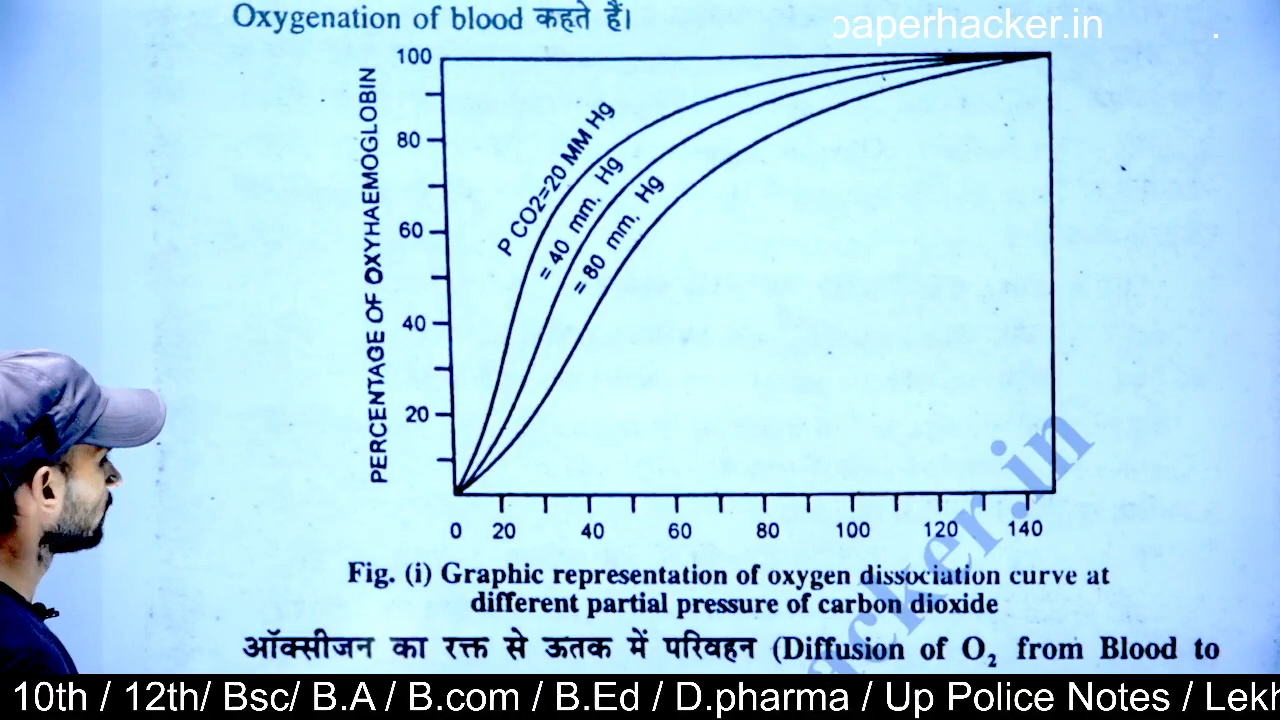 Oxygenation of blood कहते हैं।
paperhacker.in .
PERCENTAGE OF OXYHAEMOGLOBIN
100
80
60
40
20
P CO2=20 MM Hg
= 40 mm. Hg
= 80 mm. Hg
0 20 40 60 80 100 120 140
Fig. (i) Graphic representation of oxygen dissociation curve at
different partial pressure of carbon dioxide
ऑक्सीजन का रक्त से ऊतक में परिवहन (Diffusion of O₂ from Blood to
10th / 12th/ Bsc/ B.A / B.com / B.Ed / D.pharma / Up Police Notes /